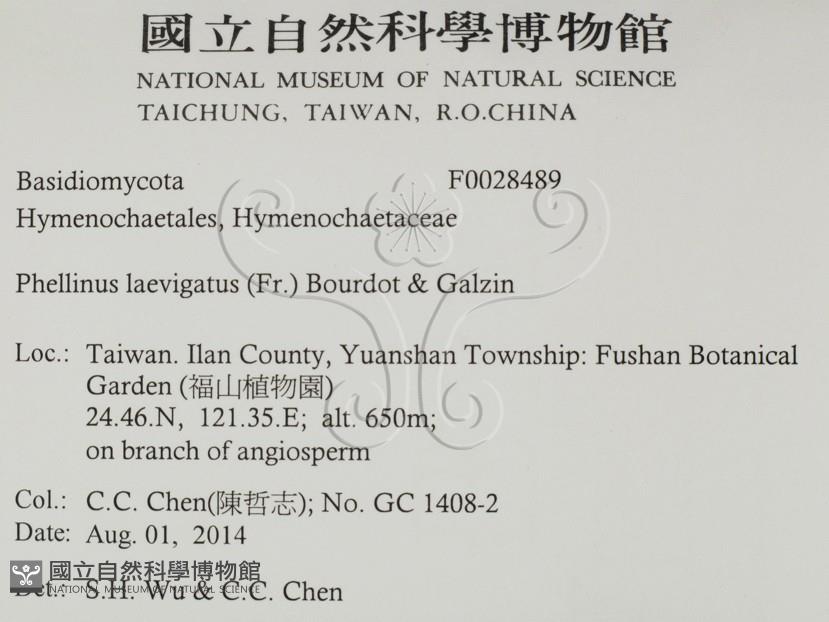 國立自然科學博物館
NATIONAL MUSEUM OF NATURAL SCIENCE
TAICHUNG, TAIWAN, R.O.CHINA
Basidiomycota F0028489
Hymenochaetales, Hymenochaetaceae
Phellinus laevigatus (Fr.) Bourdot & Galzin
Loc.: Taiwan. Ilan County, Yuanshan Township: Fushan Botanical
Garden (福山植物園)
24.46.N, 121.35.E; alt. 650m;
on branch of angiosperm
Col.: C.C. Chen(陳哲志); No. GC 1408-2
Date: Aug. 01, 2014
國立自然科學博物館
NATIONAL MUSEUM OF NATURAL SCIENCE
Det.: S.H. Wu & C.C. Chen